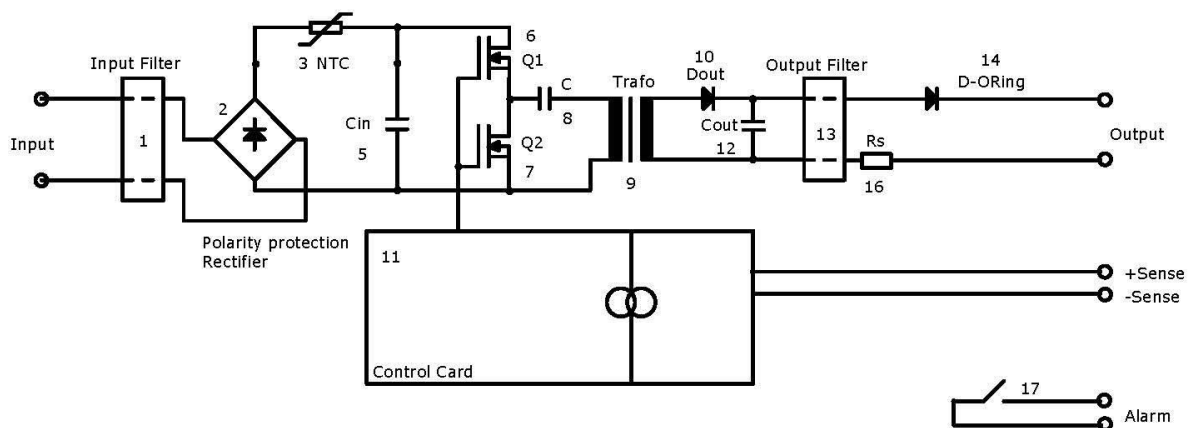 Input Filter
Input
1
2
Polarity protection
Rectifier
3 NTC
Cin
5
6
Q1
Q2
7
C
8
Trafo
9
10
Dout
Cout
12
Output Filter
13
14
D-ORing
Rs
16
Output
11
Control Card
+Sense
-Sense
17
Alarm